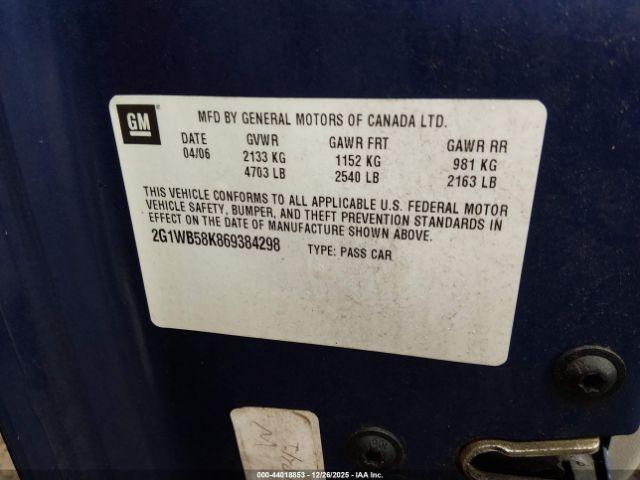 GM
MFD BY GENERAL MOTORS OF CANADA LTD.
DATE GVWR GAWR FRT GAWR RR
04/06 2133 KG 1152 KG 981 KG
4703 LB 2540 LB 2163 LB
THIS VEHICLE CONFORMS TO ALL APPLICABLE U.S. FEDERAL MOTOR
VEHICLE SAFETY, BUMPER, AND THEFT PREVENTION STANDARDS IN
EFFECT ON THE DATE OF MANUFACTURE SHOWN ABOVE.
2G1WB58K869384298 TYPE: PASS CAR
000-44018853 | 12/26/2025 | IAAI.COM